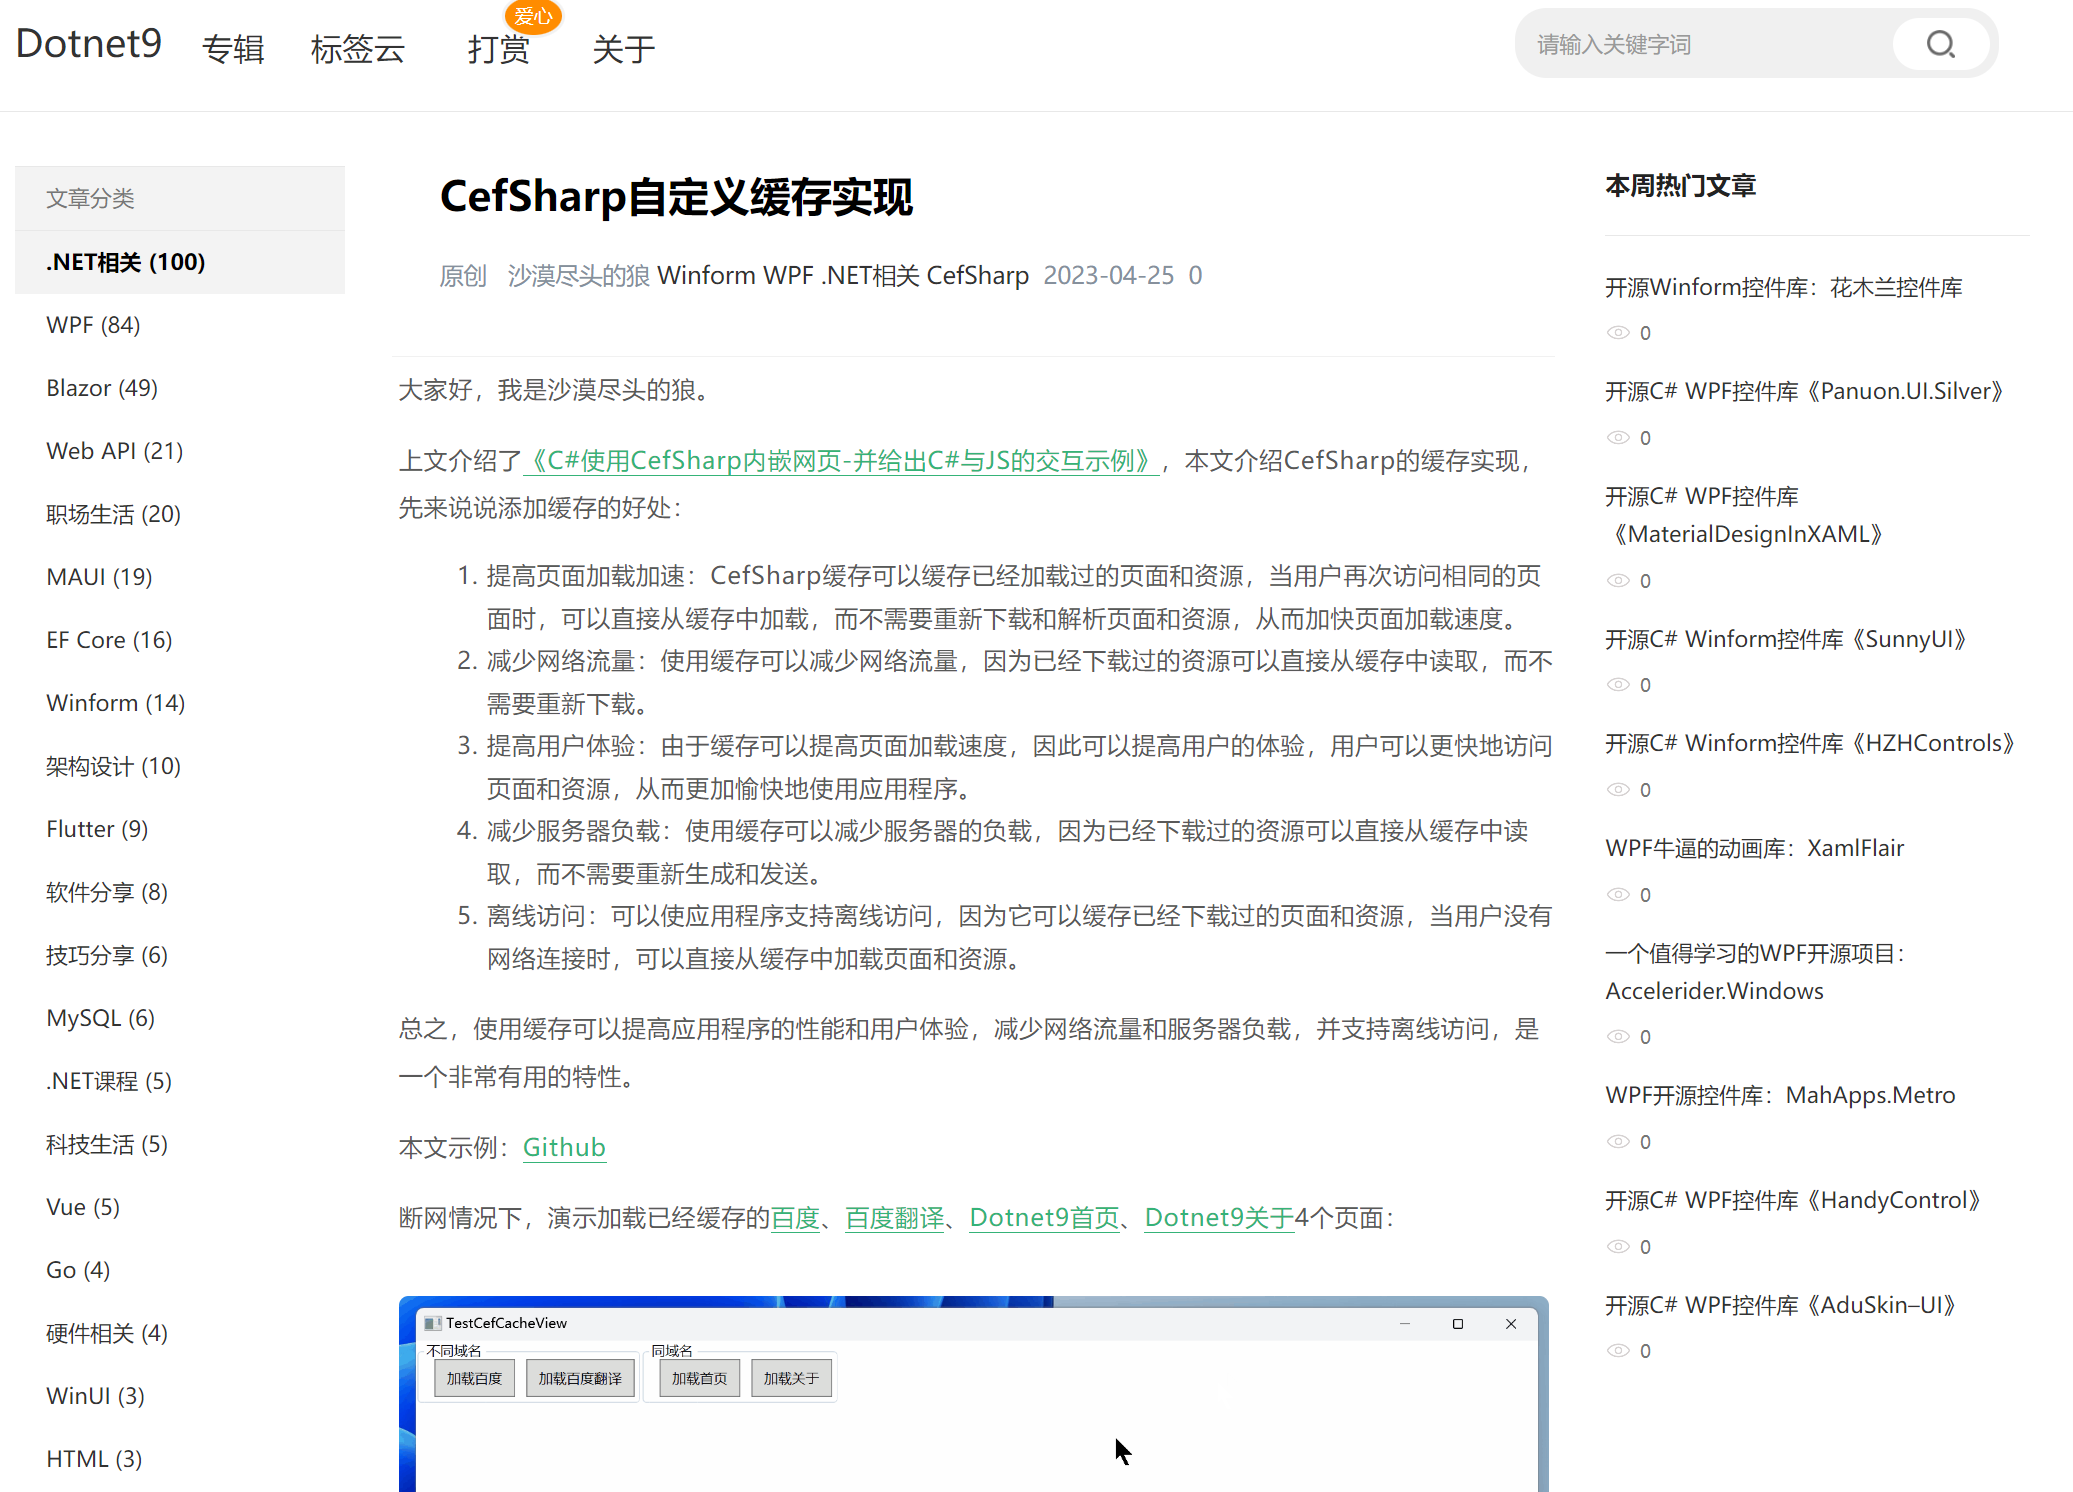 Dotnet9
专辑
标签云
打赏
爱心
关于
请输入关键字词
文章分类
.NET相关 (100)
WPF (84)
Blazor (49)
Web API (21)
职场生活 (20)
MAUI (19)
EF Core (16)
Winform (14)
架构设计 (10)
Flutter (9)
软件分享 (8)
技巧分享 (6)
MySQL (6)
.NET课程 (5)
科技生活 (5)
Vue (5)
Go (4)
硬件相关 (4)
WinUI (3)
HTML (3)
CefSharp自定义缓存实现
原创 沙漠尽头的狼 Winform WPF .NET相关 CefSharp 2023-04-25 0
大家好，我是沙漠尽头的狼。
上文介绍了《C#使用CefSharp内嵌网页-并给出C#与JS的交互示例》，本文介绍CefSharp的缓存实现，
先来说说添加缓存的好处：
1. 提高页面加载加速：CefSharp缓存可以缓存已经加载过的页面和资源，当用户再次访问相同的页
面时，可以直接从缓存中加载，而不需要重新下载和解析页面和资源，从而加快页面加载速度。
2. 减少网络流量：使用缓存可以减少网络流量，因为已经下载过的资源可以直接从缓存中读取，而不
需要重新下载。
3. 提高用户体验：由于缓存可以提高页面加载速度，因此可以提高用户的体验，用户可以更快地访问
页面和资源，从而更加愉快地使用应用程序。
4. 减少服务器负载：使用缓存可以减少服务器的负载，因为已经下载过的资源可以直接从缓存中读
取，而不需要重新生成和发送。
5. 离线访问：可以使应用程序支持离线访问，因为它可以缓存已经下载过的页面和资源，当用户没有
网络连接时，可以直接从缓存中加载页面和资源。
总之，使用缓存可以提高应用程序的性能和用户体验，减少网络流量和服务器负载，并支持离线访问，是
一个非常有用的特性。
本文示例：Github
断网情况下，演示加载已经缓存的百度、百度翻译、Dotnet9首页、Dotnet9关于4个页面：
TestCefCacheView
不同域名
加载百度
加载百度翻译
同域名
加载首页
加载关于
本周热门文章
开源Winform控件库：花木兰控件库
0
开源C# WPF控件库《Panuon.UI.Silver》
0
开源C# WPF控件库
《MaterialDesignInXAML》
0
开源C# Winform控件库《SunnyUI》
0
开源C# Winform控件库《HZHControls》
0
WPF牛逼的动画库：XamlFlair
0
一个值得学习的WPF开源项目：
Accelerider.Windows
0
WPF开源控件库：MahApps.Metro
0
开源C# WPF控件库《HandyControl》
0
开源C# WPF控件库《AduSkin–UI》
0